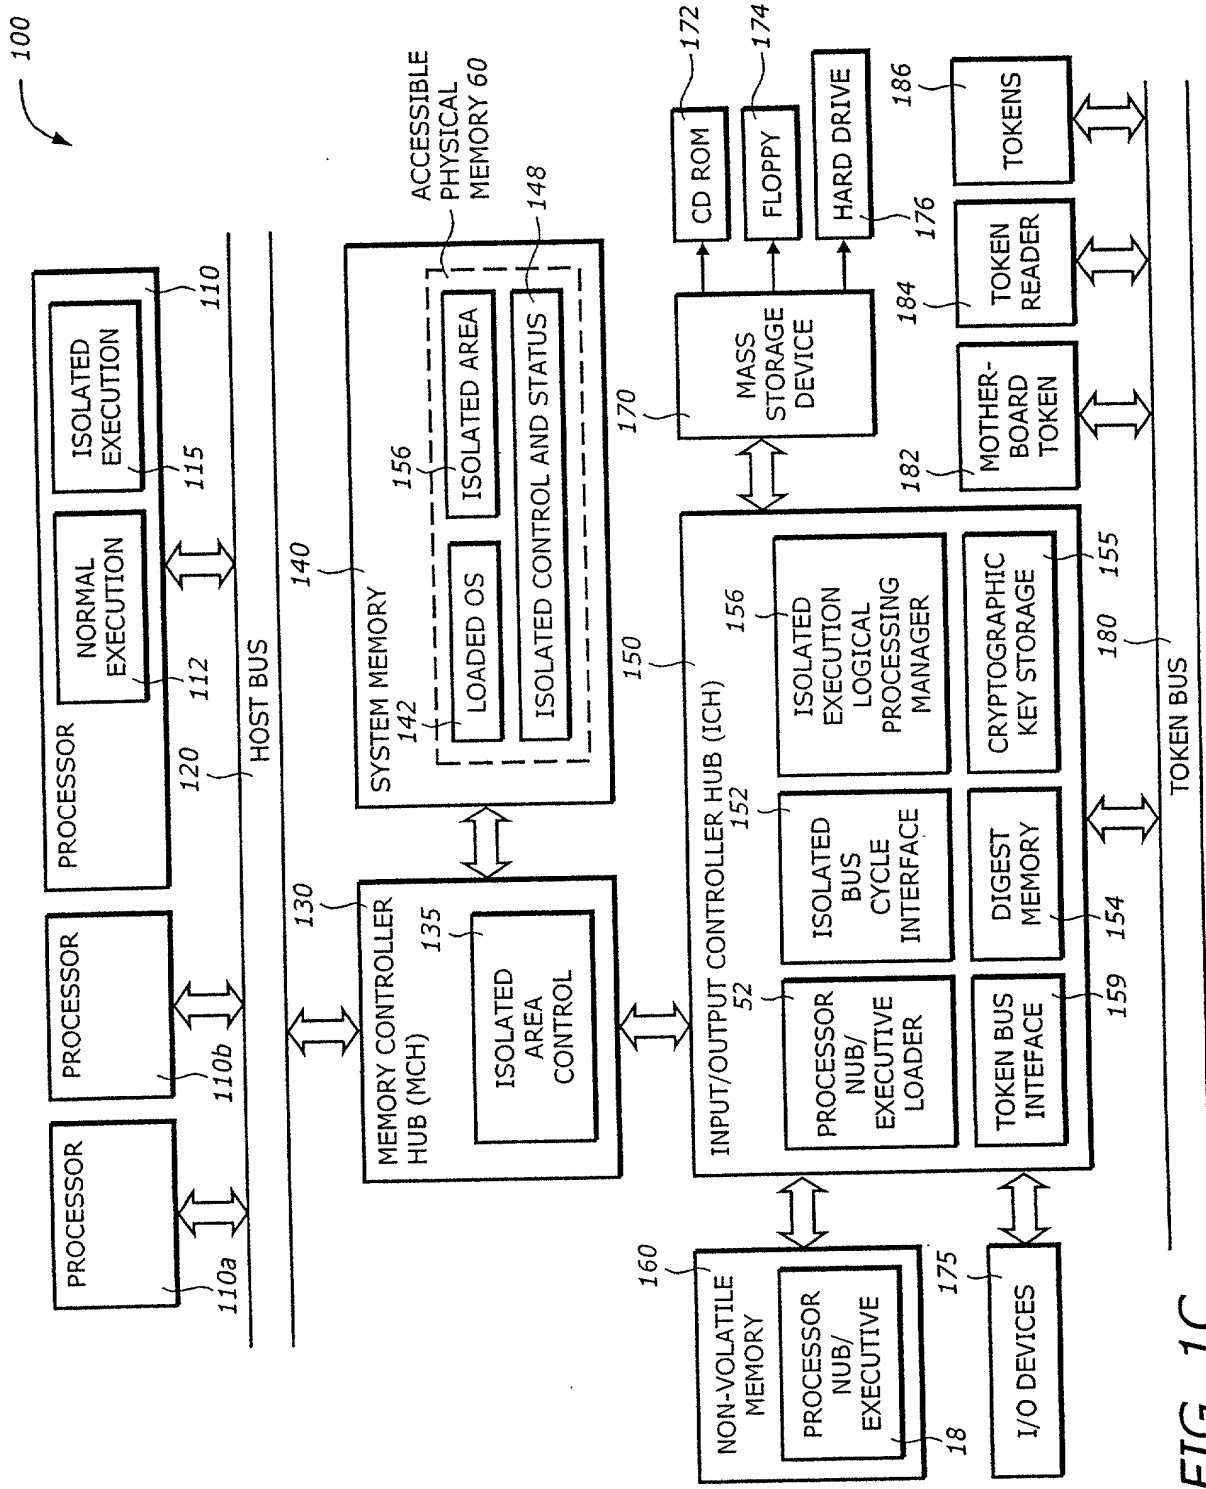 100
PROCESSOR
110a
PROCESSOR
110b
PROCESSOR
NORMAL
EXECUTION
112
ISOLATED
EXECUTION
115
110
120
HOST BUS
130
MEMORY CONTROLLER
HUB (MCH)
135
ISOLATED
AREA
CONTROL
140
SYSTEM MEMORY
142
LOADED OS
156
ISOLATED AREA
ISOLATED CONTROL AND STATUS
148
ACCESSIBLE
PHYSICAL
MEMORY 60
150
INPUT/OUTPUT CONTROLLER HUB (ICH)
52
PROCESSOR
NUB/
EXECUTIVE
LOADER
152
ISOLATED
BUS
CYCLE
INTERFACE
156
ISOLATED
EXECUTION
LOGICAL
PROCESSING
MANAGER
TOKEN BUS
INTEFACE
159
DIGEST
MEMORY
154
CRYPTOGRAPHIC
KEY STORAGE
155
160
NON-VOLATILE
MEMORY
PROCESSOR
NUB/
EXECUTIVE
18
175
I/O DEVICES
170
MASS
STORAGE
DEVICE
CD ROM
172
FLOPPY
174
HARD DRIVE
176
182
MOTHER-
BOARD
TOKEN
184
TOKEN
READER
186
TOKENS
180
TOKEN BUS
FIG. 1C